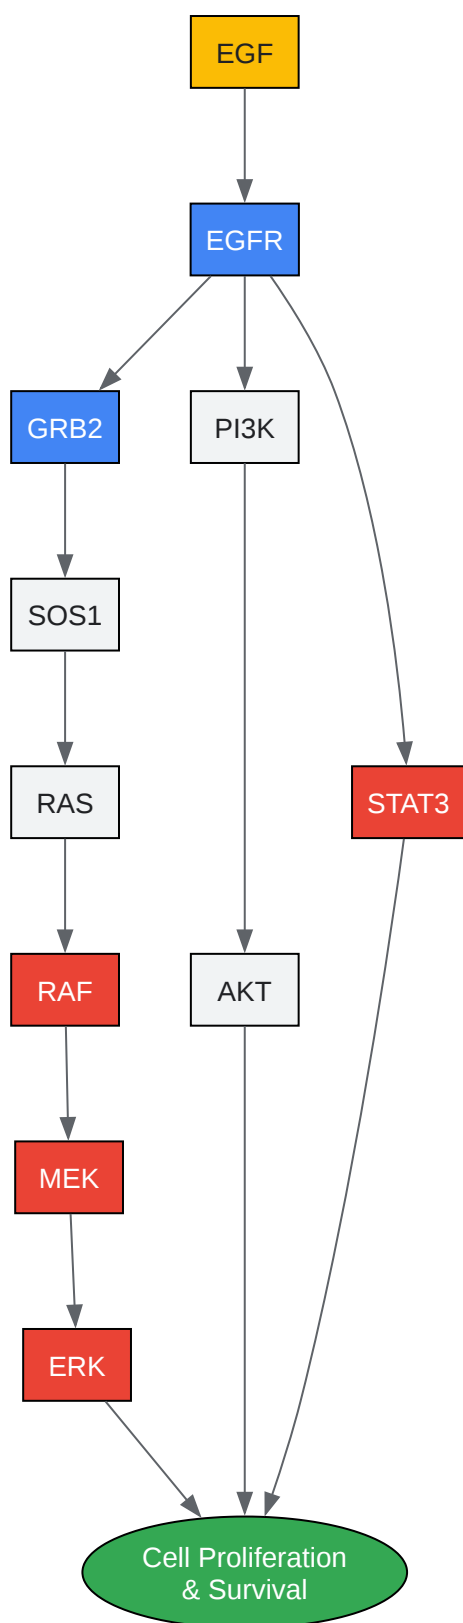 EGF
EGFR
GRB2
PI3K
SOS1
RAS
STAT3
RAF
AKT
MEK
ERK
Cell Proliferation
& Survival